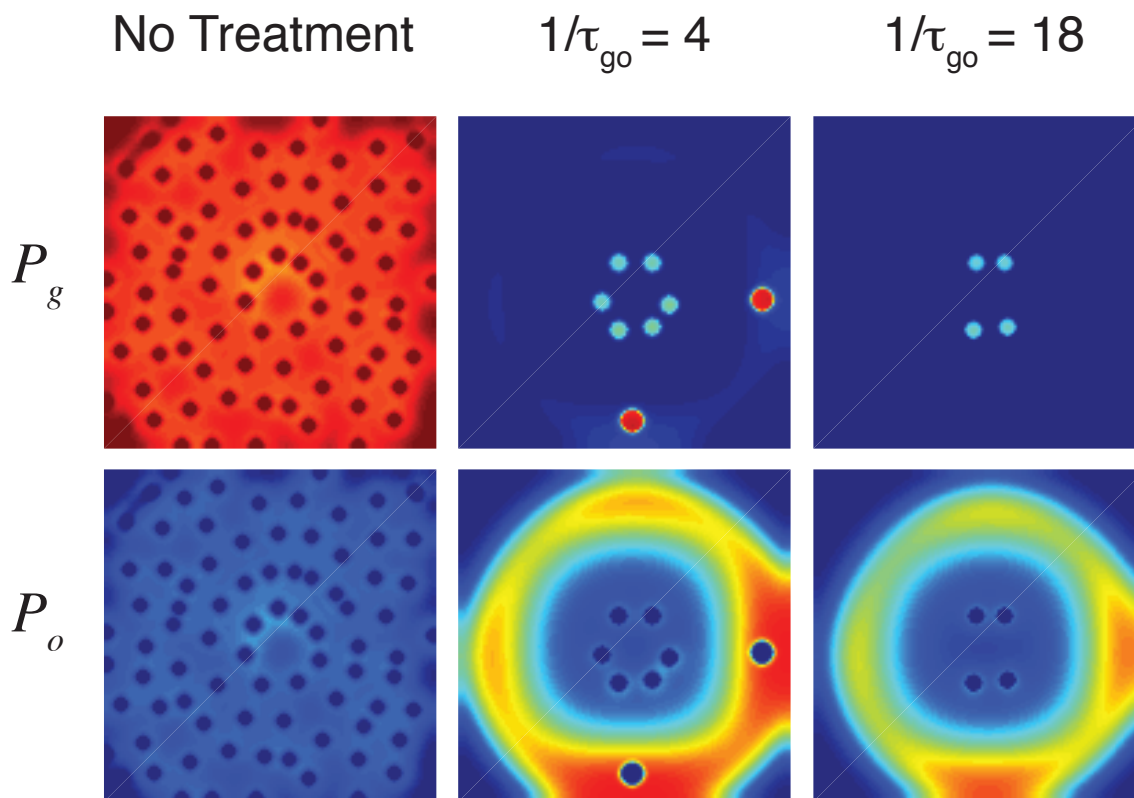 No Treatment 1/τgo = 4 1/τgo = 18
Pg
Po